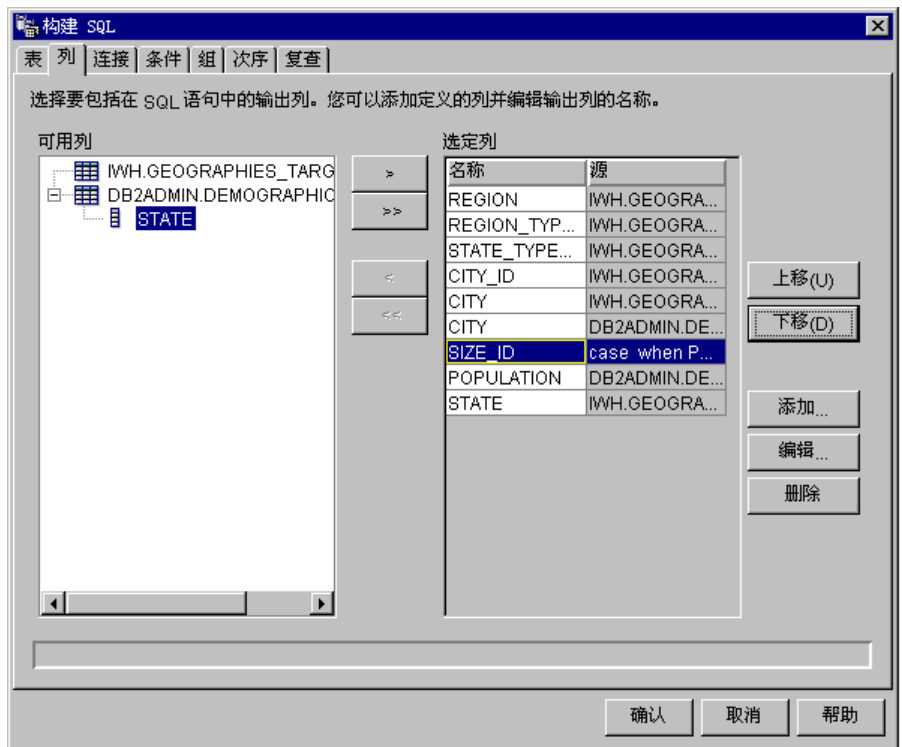 构建 SQL
表 列 连接 条件 组 次序 复查
选择要包括在 SQL 语句中的输出列。您可以添加定义的列并编辑输出列的名称。
可用列
IWH.GEOGRAPHIES_TARG
DB2ADMIN.DEMOGRAPHIC
STATE
>
>>
<
<<
选定列
名称 源
REGION IWH.GEOGRA...
REGION_TYP... IWH.GEOGRA...
STATE_TYPE... IWH.GEOGRA...
CITY_ID IWH.GEOGRA...
CITY IWH.GEOGRA...
CITY DB2ADMIN.DE...
SIZE_ID case when P...
POPULATION DB2ADMIN.DE...
STATE IWH.GEOGRA...
上移(U)
下移(D)
添加...
编辑...
删除
确认 取消 帮助